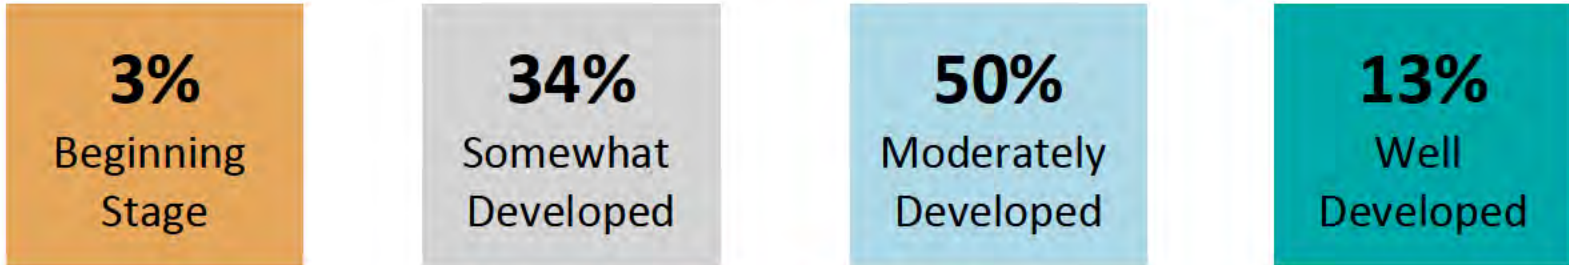 3%
Beginning
Stage
34%
Somewhat
Developed
50%
Moderately
Developed
13%
Well
Developed